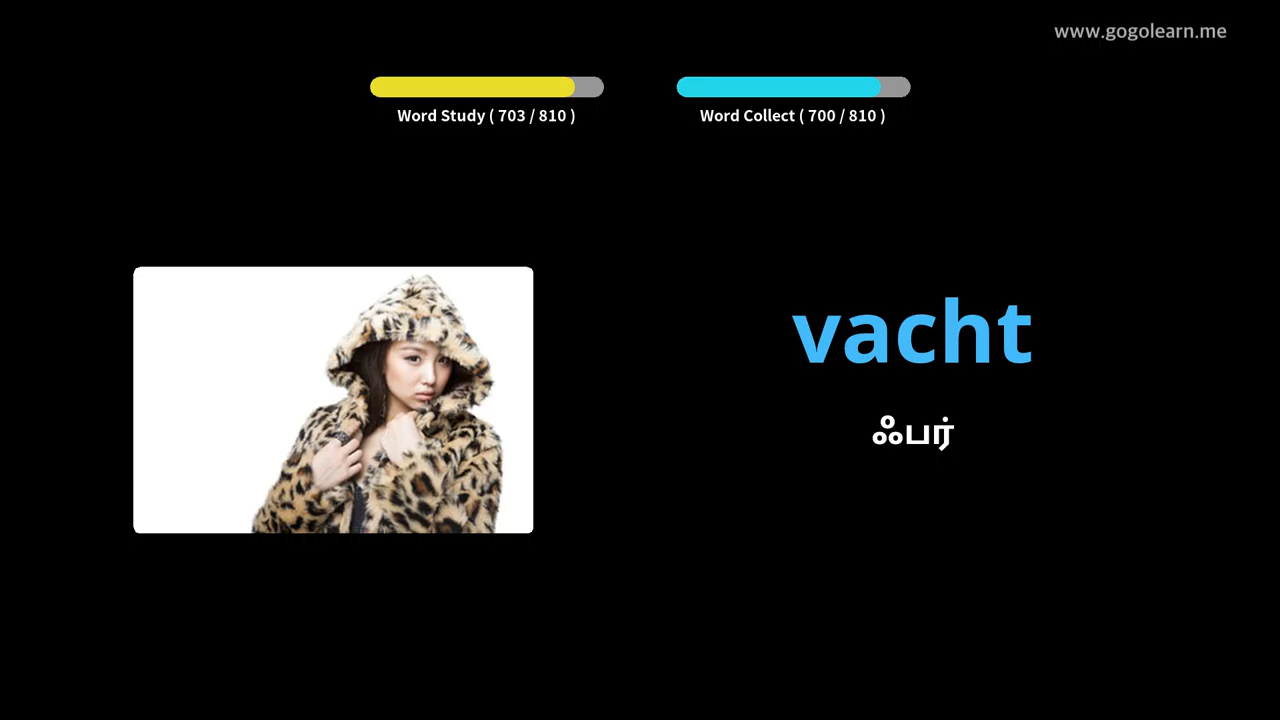 www.gogolearn.me
Word Study ( 703 / 810 )
Word Collect ( 700 / 810 )
vacht
ஃபர்